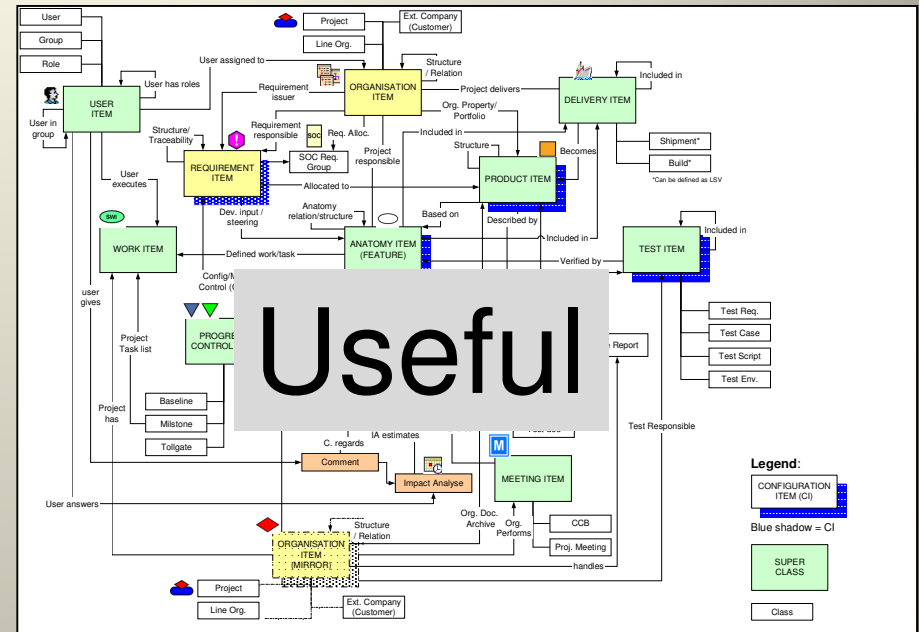 User
Group
Role
Project
Line Org.
Ext. Company
(Customer)
User assigned to
Structure
/ Relation
Included in
User has roles
USER
ITEM
User in
group
Requirement
issuer
ORGANISATION
ITEM
Project delivers
DELIVERY ITEM
Org. Property/
Portfolio
Structure/
Traceability
Requirement
responsible
SOC
Req. Alloc.
Included in
Shipment*
Build*
*Can be defined as LSV
REQUIREMENT
ITEM
SOC Req.
Group
Project
responsible
Structure
PRODUCT ITEM
Becomes
User
executes
Allocated to
Dev. input /
steering
Anatomy
relation/structure
Based on
Described by
SWI
WORK ITEM
Defined work/task
ANATOMY ITEM
(FEATURE)
Included in
Verified by
TEST ITEM
Included in
Config/M
Control (
user
gives
Useful
PROGRE
CONTROL
Project
Task list
Report
Test Req.
Test Case
Test Script
Test Env.
Baseline
Milstone
Tollgate
Project
has
Test Responsible
C. regards
IA estimates
Comment
Impact Analyse
M
MEETING ITEM
User answers
Org. Doc.
Archive
Org.
Performs
CCB
Proj. Meeting
handles
Structure
/ Relation
ORGANISATION
ITEM
(MIRROR)
Project
Line Org.
Ext. Company
(Customer)
Legend:
CONFIGURATION
ITEM (CI)
Blue shadow = CI
SUPER
CLASS
Class